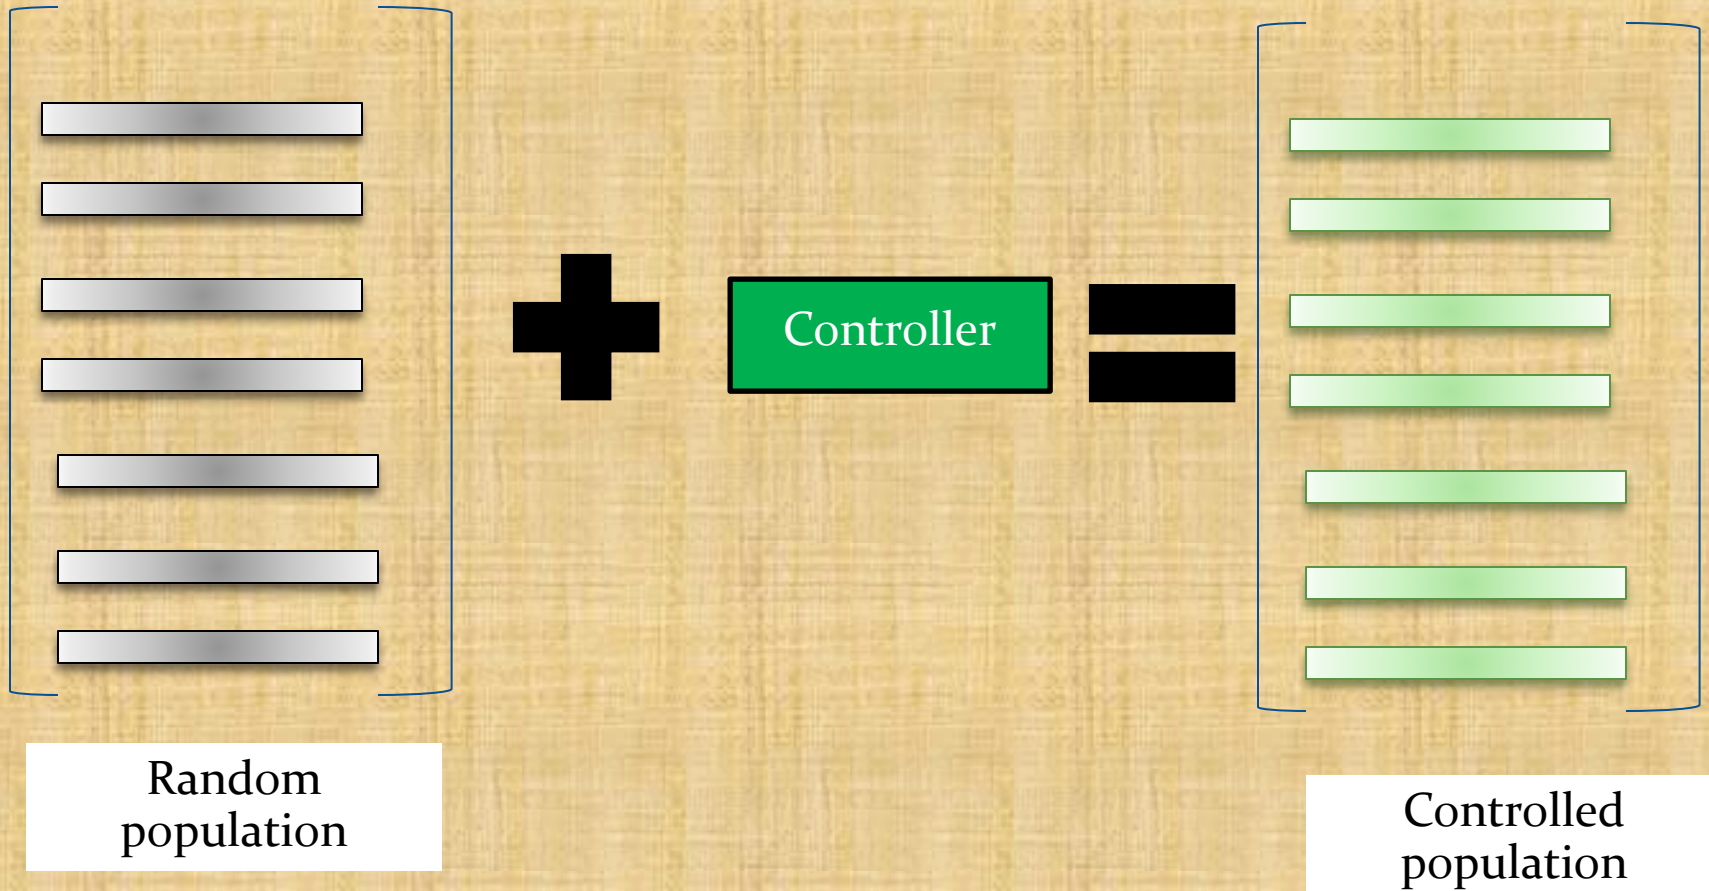 Controller
Random
population
Controlled
population